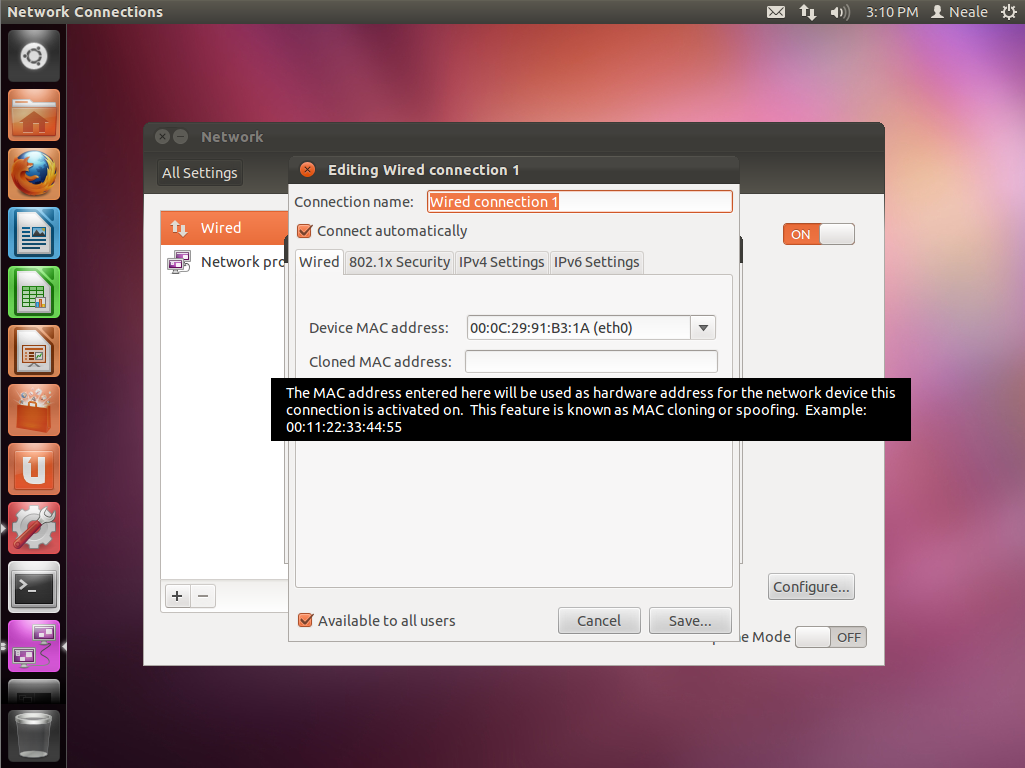 Network Connections
3:10 PM
Neale
Network
All Settings
Editing Wired connection 1
Connection name:
Wired connection 1
Wired
Connect automatically
ON
Network
Wired
802.1x Security
IPv4 Settings
IPv6 Settings
Device MAC address:
00:0C:29:91:B3:1A (eth0)
Cloned MAC address:
The MAC address entered here will be used as hardware address for the network device this
connection is activated on. This feature is known as MAC cloning or spoofing. Example:
00:11:22:33:44:55
Configure...
Available to all users
Cancel
Save...
Mode
OFF